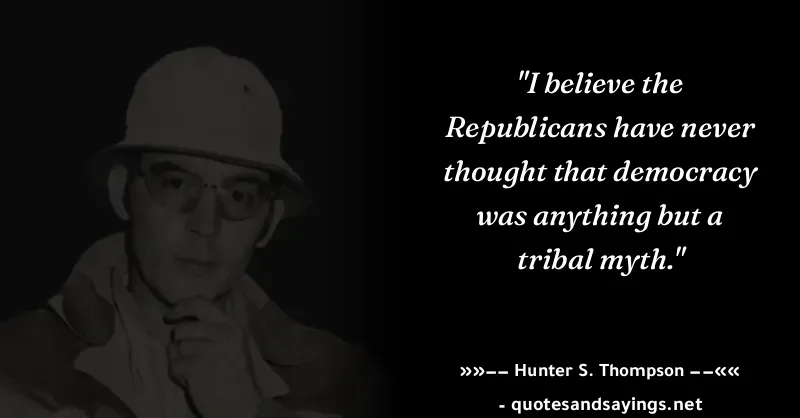 "I believe the
Republicans have never
thought that democracy
was anything but a
tribal myth."
»»–– Hunter S. Thompson ––««
- quotesandsayings.net